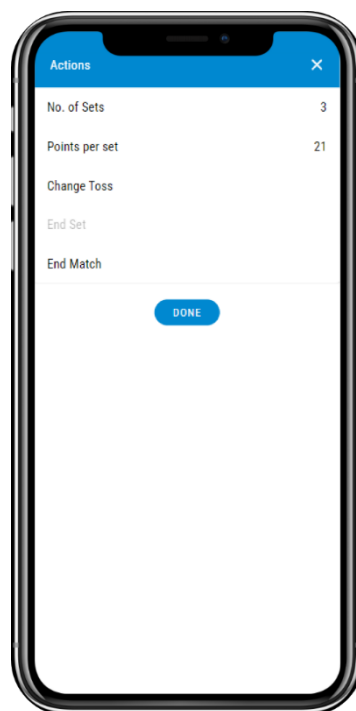 Actions
No. of Sets 3
Points per set 21
Change Toss
End Set
End Match
DONE